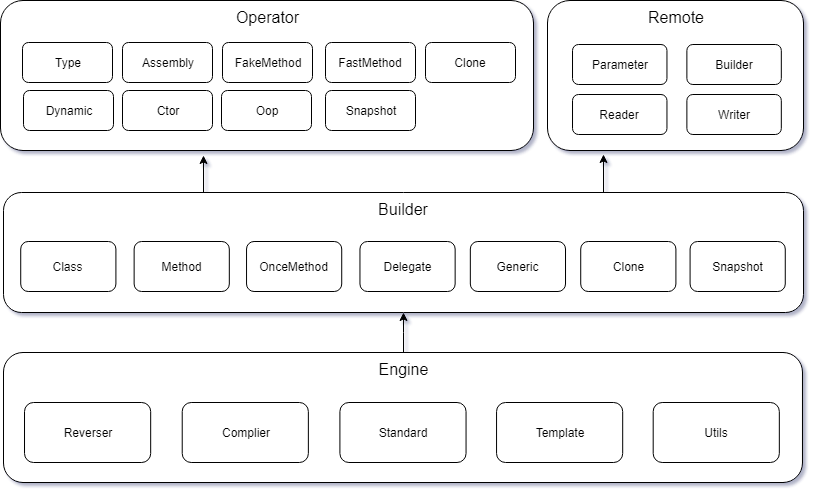 Operator
Type
Assembly
FakeMethod
FastMethod
Clone
Dynamic
Ctor
Oop
Snapshot
Remote
Parameter
Builder
Reader
Writer
Builder
Class
Method
OnceMethod
Delegate
Generic
Clone
Snapshot
Engine
Reverser
Complier
Standard
Template
Utils